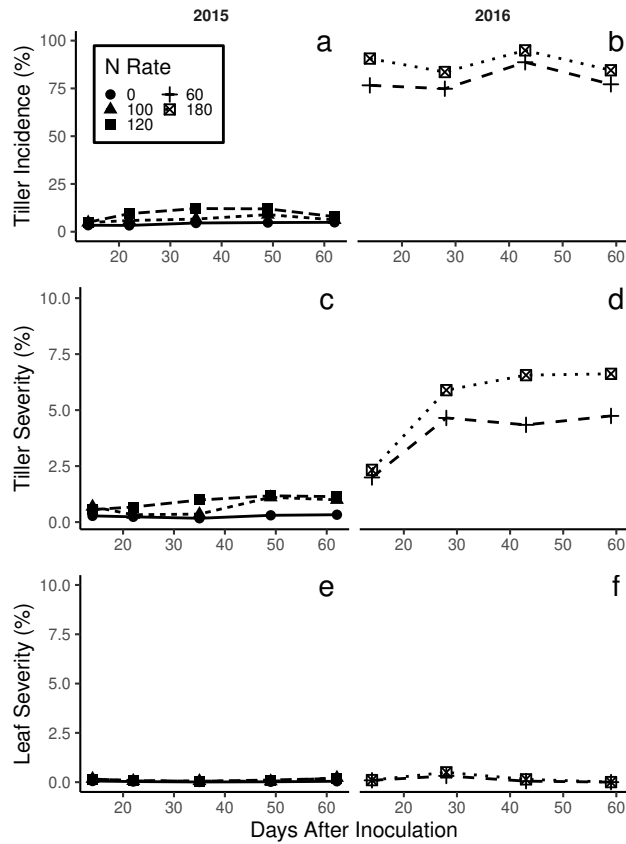 2015 2016
a b
Tiller Incidence (%)
100
75
50
25
0
N Rate
0 60
100 180
120
20 30 40 50 60 20 30 40 50 60
c d
Tiller Severity (%)
10.0
7.5
5.0
2.5
0.0
20 30 40 50 60 20 30 40 50 60
e f
Leaf Severity (%)
10.0
7.5
5.0
2.5
0.0
20 30 40 50 60 20 30 40 50 60
Days After Inoculation